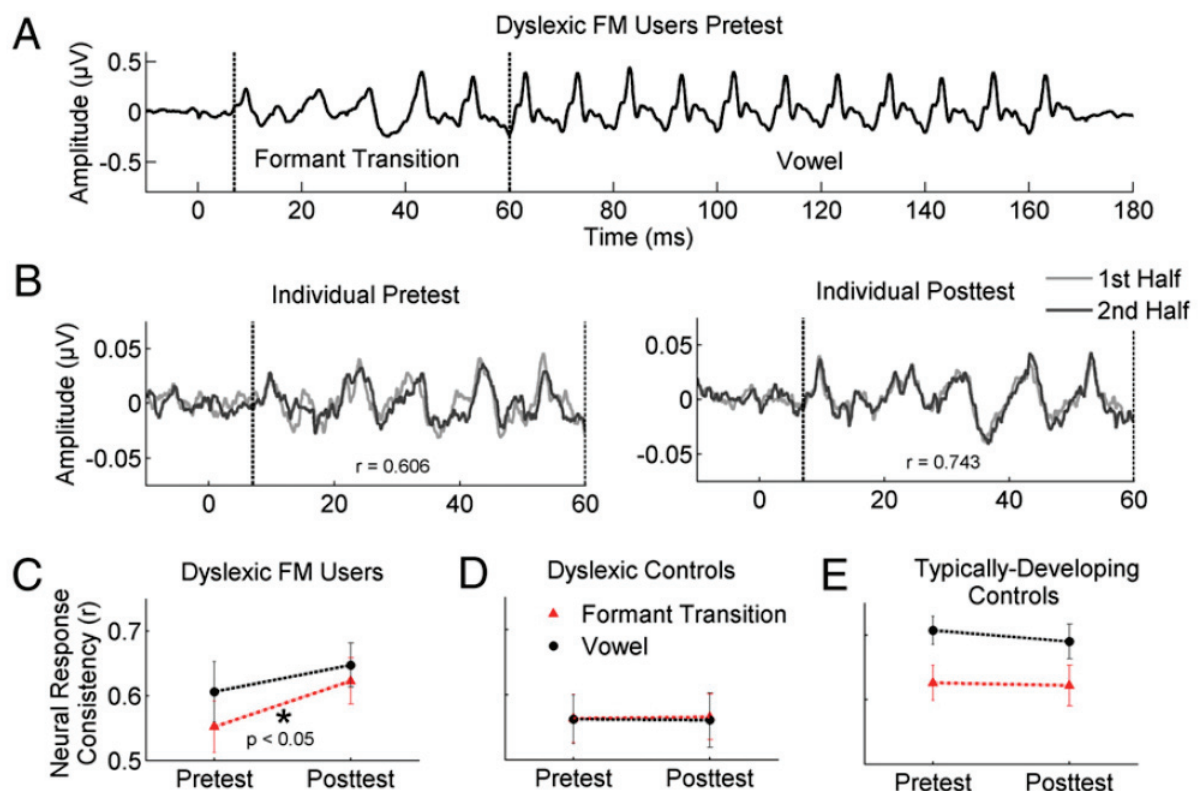 A
Dyslexic FM Users Pretest
Amplitude (µV)
0.5
0
-0.5
Formant Transition
Vowel
0 20 40 60 80 100 120 140 160 180
Time (ms)
B
Individual Pretest
Individual Posttest
1st Half
2nd Half
Amplitude (µV)
0.05
0
-0.05
r = 0.606
0 20 40 60
0.05
0
-0.05
r = 0.743
0 20 40 60
C
Dyslexic FM Users
Neural Response
Consistency (r)
0.7
0.6
0.5
*
p < 0.05
Pretest Posttest
D
Dyslexic Controls
Formant Transition
Vowel
Pretest Posttest
E
Typically-Developing
Controls
Pretest Posttest